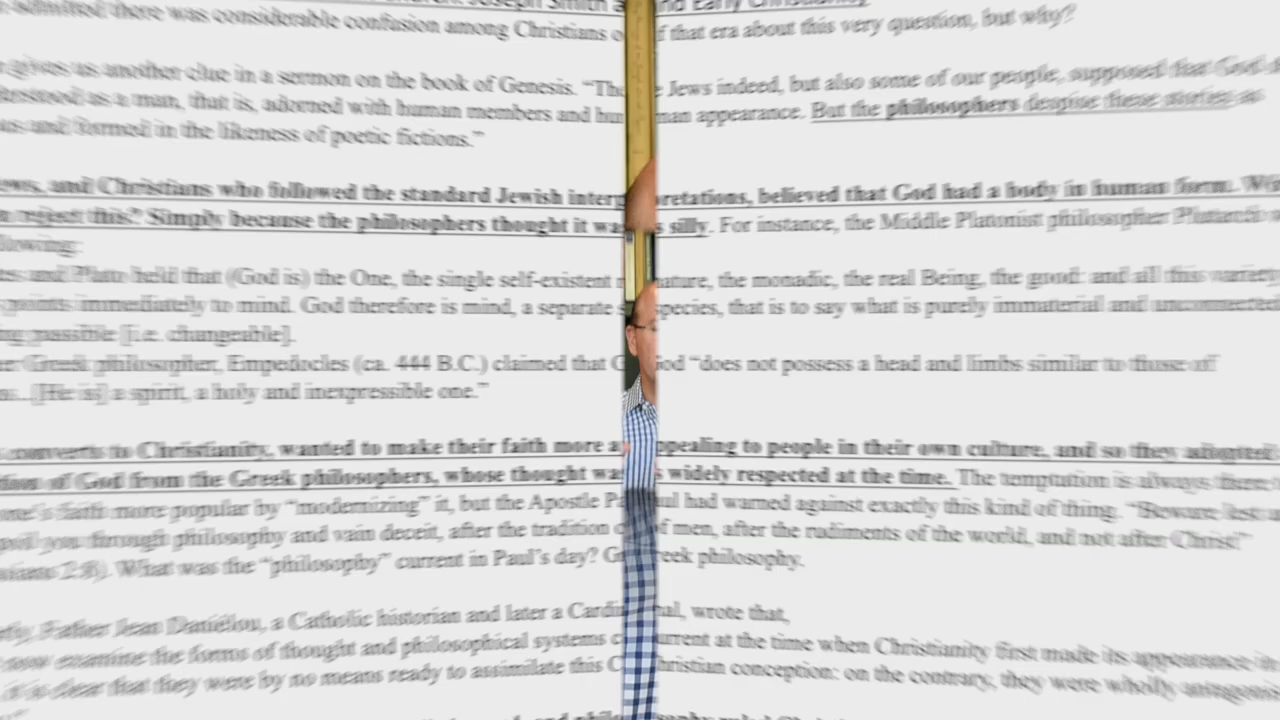 admitted there was considerable confusion among Christians of that era about this very question, but why?
gives us another clue in a sermon on the book of Genesis. “The Jews indeed, but also some of our people, supposed that God
as a man, that is, adorned with human members and human appearance. But the philosophers despise these stories as
and formed in the likeness of poetic fictions.”
and Christians who followed the standard Jewish interpretations, believed that God had a body in human form.
reject this? Simply because the philosophers thought it was silly. For instance, the Middle Platonist philosopher Plutarch
and Plato held that (God is) the One, the single self-existent nature, the monadic, the real Being, the good: and all this variety
points immediately to mind. God therefore is mind, a separate species, that is to say what is purely immaterial and unconnected
passible [i.e. changeable].
Greek philosopher, Empedocles (ca. 444 B.C.) claimed that God “does not possess a head and limbs similar to those of
[He is] a spirit, a holy and inexpressible one.”
converts to Christianity, wanted to make their faith more appealing to people in their own culture, and so they adopted
of God from the Greek philosophers, whose thought was widely respected at the time. The temptation is always there
faith more popular by “modernizing” it, but the Apostle Paul had warned against exactly this kind of thing. “Beware lest
you through philosophy and vain deceit, after the tradition of men, after the rudiments of the world, and not after Christ!”
2:8). What was the “philosophy” current in Paul’s day? Greek philosophy.
Father Jean Daniélou, a Catholic historian and later a Cardinal, wrote that,
now examine the forms of thought and philosophical systems current at the time when Christianity first made its appearance in
it is clear that they were by no means ready to assimilate this Christian conception: on the contrary, they were wholly